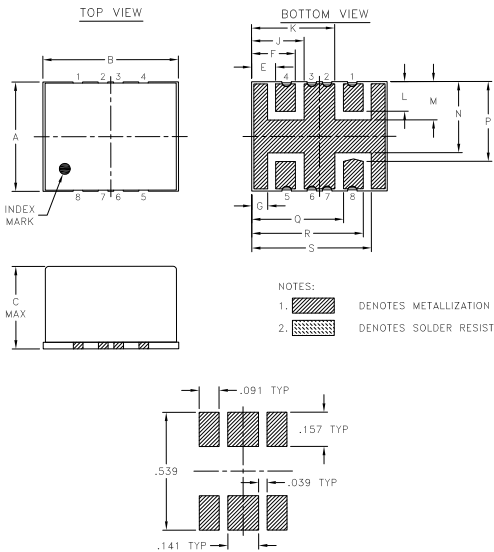 TOP VIEW
BOTTOM VIEW
B
1 2 3 4
A
INDEX
MARK
8 7 6 5
K
J
F
E
4 3 2 1
L
M
N
P
5 6 7 8
G
Q
R
S
C
MAX
NOTES:
1. DENOTES METALLIZATION
2. DENOTES SOLDER RESIST
.091 TYP
.157 TYP
.539
.039 TYP
.141 TYP